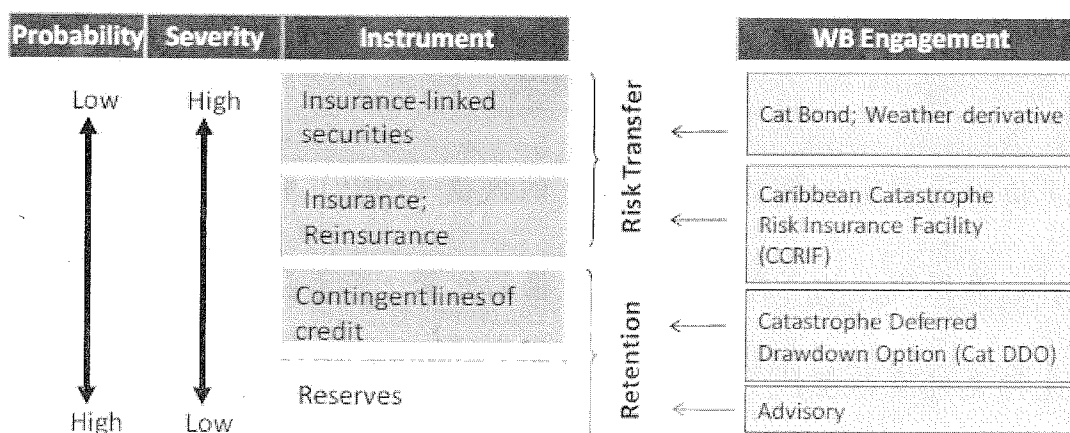 Probability Severity Instrument WB Engagement
Low High
Insurance-linked
securities
Insurance;
Reinsurance
Contingent lines of
credit
Reserves
High Low
Risk Transfer
Retention
Cat Bond; Weather derivative
Caribbean Catastrophe
Risk Insurance Facility
(CCRIF)
Catastrophe Deferred
Drawdown Option (Cat DDO)
Advisory